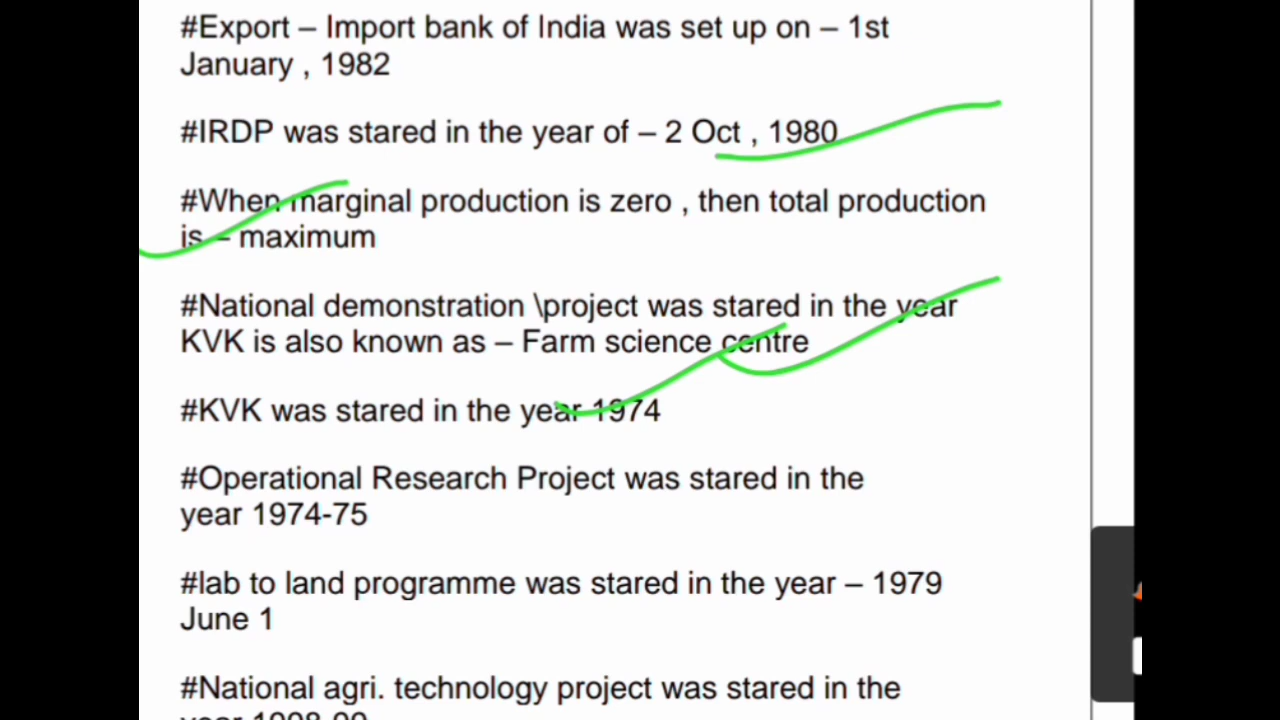 #Export – Import bank of India was set up on – 1st
January , 1982
#IRDP was stared in the year of – 2 Oct , 1980
#When marginal production is zero , then total production
is – maximum
#National demonstration \project was stared in the year
KVK is also known as – Farm science centre
#KVK was stared in the year 1974
#Operational Research Project was stared in the
year 1974-75
#lab to land programme was stared in the year – 1979
June 1
#National agri. technology project was stared in the
year 1998-99